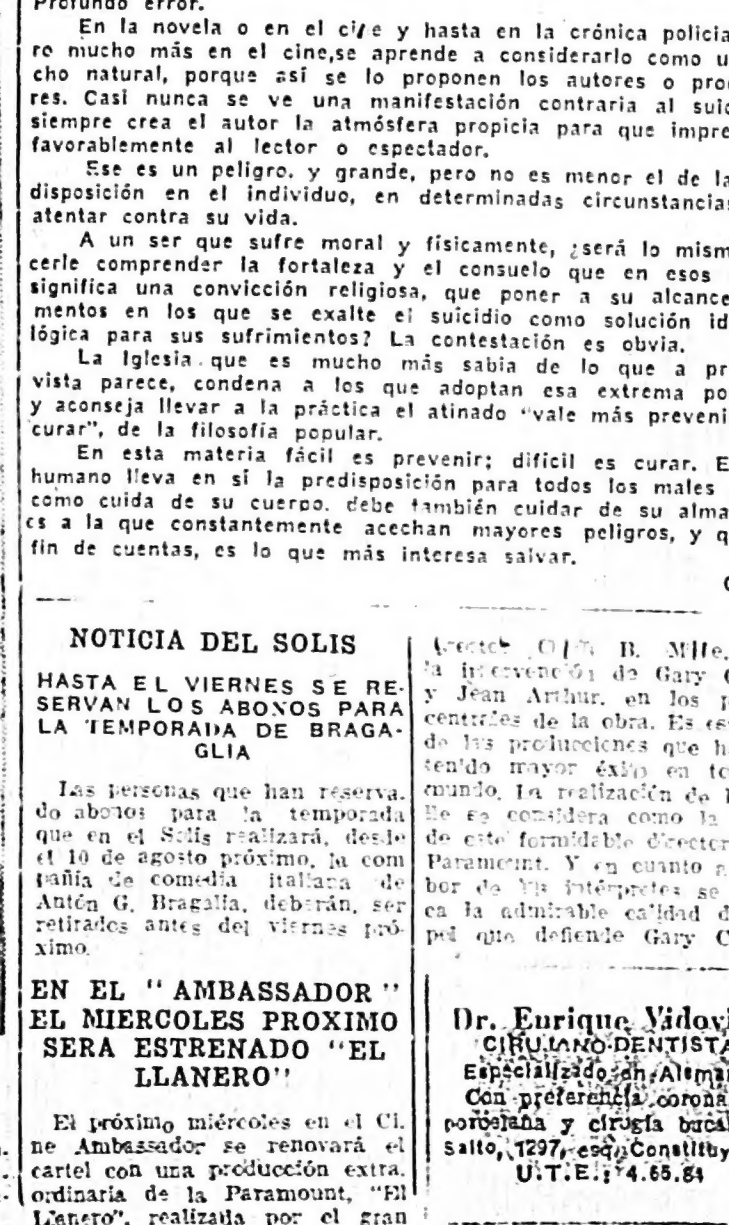 Profundo error.
En la novela o en el cine y hasta en la crónica policia
ro mucho más en el cine,se aprende a considerarlo como u
cho natural, porque así se lo proponen los autores o pro
res. Casi nunca se ve una manifestación contraria al suic
siempre crea el autor la atmósfera propicia para que impre
favorablemente al lector o espectador.
Ese es un peligro. y grande, pero no es menor el de la
disposición en el individuo, en determinadas circunstancias
atentar contra su vida.
A un ser que sufre moral y físicamente, ¿será lo mism
cerle comprender la fortaleza y el consuelo que en esos
significa una convicción religiosa, que poner a su alcance
mentos en los que se exalte el suicidio como solución id
lógica para sus sufrimientos? La contestación es obvia.
La Iglesia. que es mucho más sabia de lo que a pr
vista parece, condena a los que adoptan esa extrema po
y aconseja llevar a la práctica el atinado "vale más preveni
curar", de la filosofía popular.
En esta materia fácil es prevenir; difícil es curar. E
humano lleva en sí la predisposición para todos los males
como cuida de su cuerpo. debe también cuidar de su alma
es a la que constantemente acechan mayores peligros, y q
fin de cuentas, es lo que más interesa salvar.
NOTICIA DEL SOLIS
HASTA EL VIERNES SE RE-
SERVAN LOS ABONOS PARA
LA TEMPORADA DE BRAGA-
GLIA
Las personas que han reserva.
do abonos para la temporada
que en el Solís realizará, desde
el 10 de agosto próximo, la com
pañía de comedia italiana de
Antón G. Bragalia, deberán, ser
retirados antes del viernes pró-
ximo.
EN EL "AMBASSADOR"
EL MIERCOLES PROXIMO
SERA ESTRENADO "EL
LLANERO"
El próximo miércoles en el Ci.
ne Ambassador se renovará el
cartel con una producción extra.
ordinaria de la Paramount, "El
Llanero", realizada por el gran
B.
la intervención de Gary
y Jean Arthur. en los
centrales de la obra. Es
de las producciones que h
tenido mayor éxito en
mundo. La realización de
se considera como la
de este formidable director
Paramount. Y en cuanto a
bor de los intérpretes se
ca la admirable calidad d
pel que defiende Gary C
Dr. Enrique Vidovi
CIRUJANO-DENTISTA
Especializado en Alema
Con preferencia corona
porcelana y cirugía bucal
Salto, 1297, esq. Constituy
U.T.E.: 4.65.84